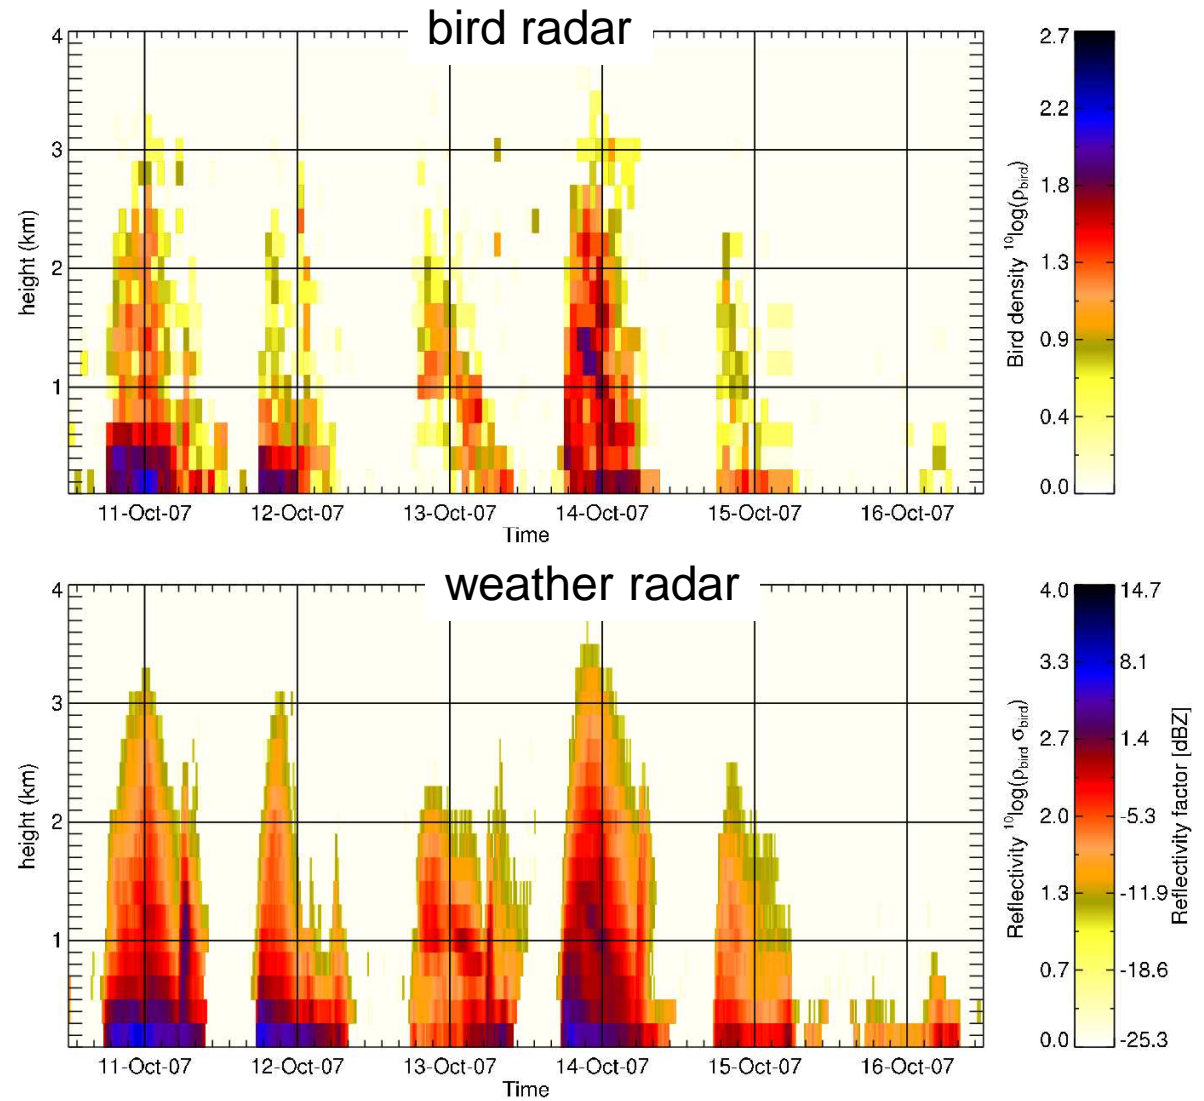 bird radar
4
3
2
1
height (km)
11-Oct-07 12-Oct-07 13-Oct-07 14-Oct-07 15-Oct-07 16-Oct-07
Time
2.7
2.2
1.8
1.3
0.9
0.4
0.0
Bird density ¹⁰log(ρbird)
weather radar
4
3
2
1
height (km)
11-Oct-07 12-Oct-07 13-Oct-07 14-Oct-07 15-Oct-07 16-Oct-07
Time
4.0 14.7
3.3 8.1
2.7 1.4
2.0 -5.3
1.3 -11.9
0.7 -18.6
0.0 -25.3
Reflectivity ¹⁰log(ρbird σbird)
Reflectivity factor [dBZ]